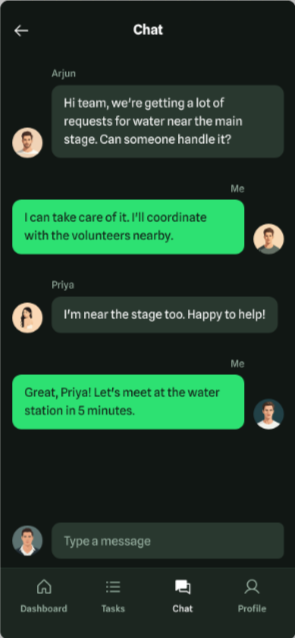 Chat
Arjun
Hi team, we're getting a lot of
requests for water near the main
stage. Can someone handle it?
Me
I can take care of it. I'll coordinate
with the volunteers nearby.
Priya
I'm near the stage too. Happy to help!
Me
Great, Priya! Let's meet at the water
station in 5 minutes.
Type a message
Dashboard
Tasks
Chat
Profile